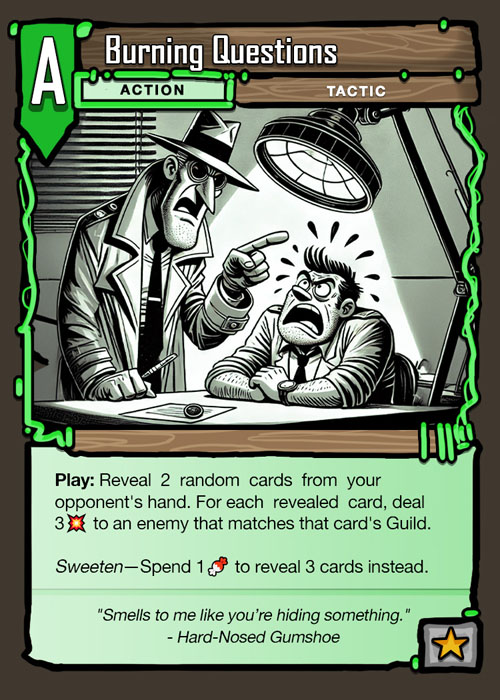 A
Burning Questions
ACTION
TACTIC
Play: Reveal 2 random cards from your
opponent's hand. For each revealed card, deal
3 to an enemy that matches that card's Guild.
Sweeten—Spend 1 to reveal 3 cards instead.
"Smells to me like you're hiding something."
- Hard-Nosed Gumshoe